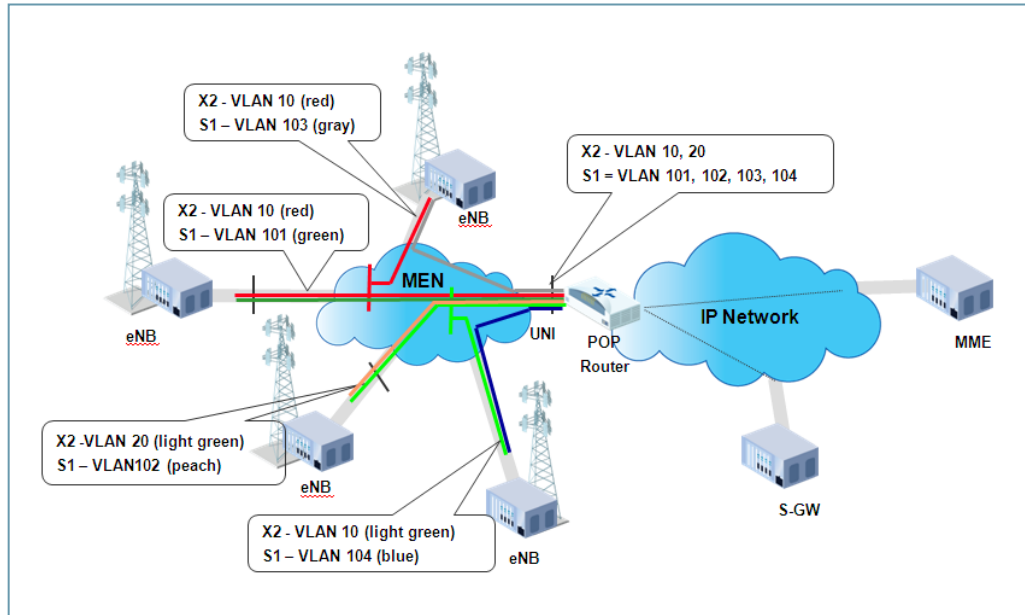 X2 - VLAN 10 (red)
S1 – VLAN 103 (gray)
eNB
X2 - VLAN 10, 20
S1 = VLAN 101, 102, 103, 104
X2 - VLAN 10 (red)
S1 – VLAN 101 (green)
eNB
MEN
UNI
POP
Router
IP Network
MME
X2 -VLAN 20 (light green)
S1 – VLAN102 (peach)
eNB
X2 - VLAN 10 (light green)
S1 – VLAN 104 (blue)
eNB
S-GW